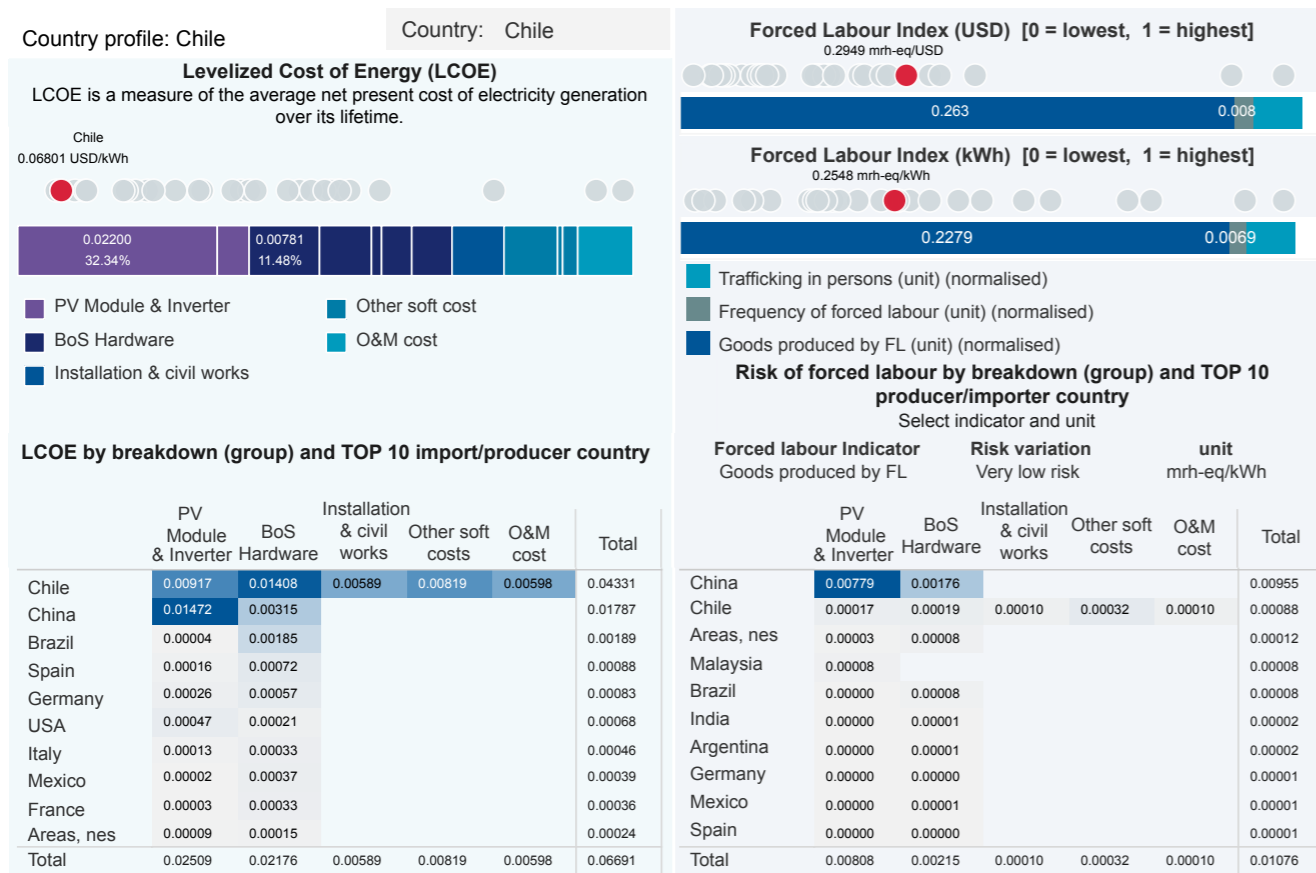 Country profile: Chile
Country: Chile
Levelized Cost of Energy (LCOE)
LCOE is a measure of the average net present cost of electricity generation
over its lifetime.
Chile
0.06801 USD/kWh
0.02200
32.34%
0.00781
11.48%
PV Module & Inverter
BoS Hardware
Installation & civil works
Other soft cost
O&M cost
LCOE by breakdown (group) and TOP 10 import/producer country
PV Module & Inverter BoS Hardware Installation & civil works Other soft costs O&M cost Total
Chile 0.00917 0.01408 0.00589 0.00819 0.00598 0.04331
China 0.01472 0.00315 0.01787
Brazil 0.00004 0.00185 0.00189
Spain 0.00016 0.00072 0.00088
Germany 0.00026 0.00057 0.00083
USA 0.00047 0.00021 0.00068
Italy 0.00013 0.00033 0.00046
Mexico 0.00002 0.00037 0.00039
France 0.00003 0.00033 0.00036
Areas, nes 0.00009 0.00015 0.00024
Total 0.02509 0.02176 0.00589 0.00819 0.00598 0.06691
Forced Labour Index (USD) [0 = lowest, 1 = highest]
0.2949 mrh-eq/USD
0.263 0.008
Forced Labour Index (kWh) [0 = lowest, 1 = highest]
0.2548 mrh-eq/kWh
0.2279 0.0069
Trafficking in persons (unit) (normalised)
Frequency of forced labour (unit) (normalised)
Goods produced by FL (unit) (normalised)
Risk of forced labour by breakdown (group) and TOP 10
producer/importer country
Select indicator and unit
Forced labour Indicator Risk variation unit
Goods produced by FL Very low risk mrh-eq/kWh
PV Module & Inverter BoS Hardware Installation & civil works Other soft costs O&M cost Total
China 0.00779 0.00176 0.00955
Chile 0.00017 0.00019 0.00010 0.00032 0.00010 0.00088
Areas, nes 0.00003 0.00008 0.00012
Malaysia 0.00008 0.00008
Brazil 0.00000 0.00008 0.00008
India 0.00000 0.00001 0.00002
Argentina 0.00000 0.00001 0.00002
Germany 0.00000 0.00000 0.00001
Mexico 0.00000 0.00001 0.00001
Spain 0.00000 0.00000 0.00001
Total 0.00808 0.00215 0.00010 0.00032 0.00010 0.01076